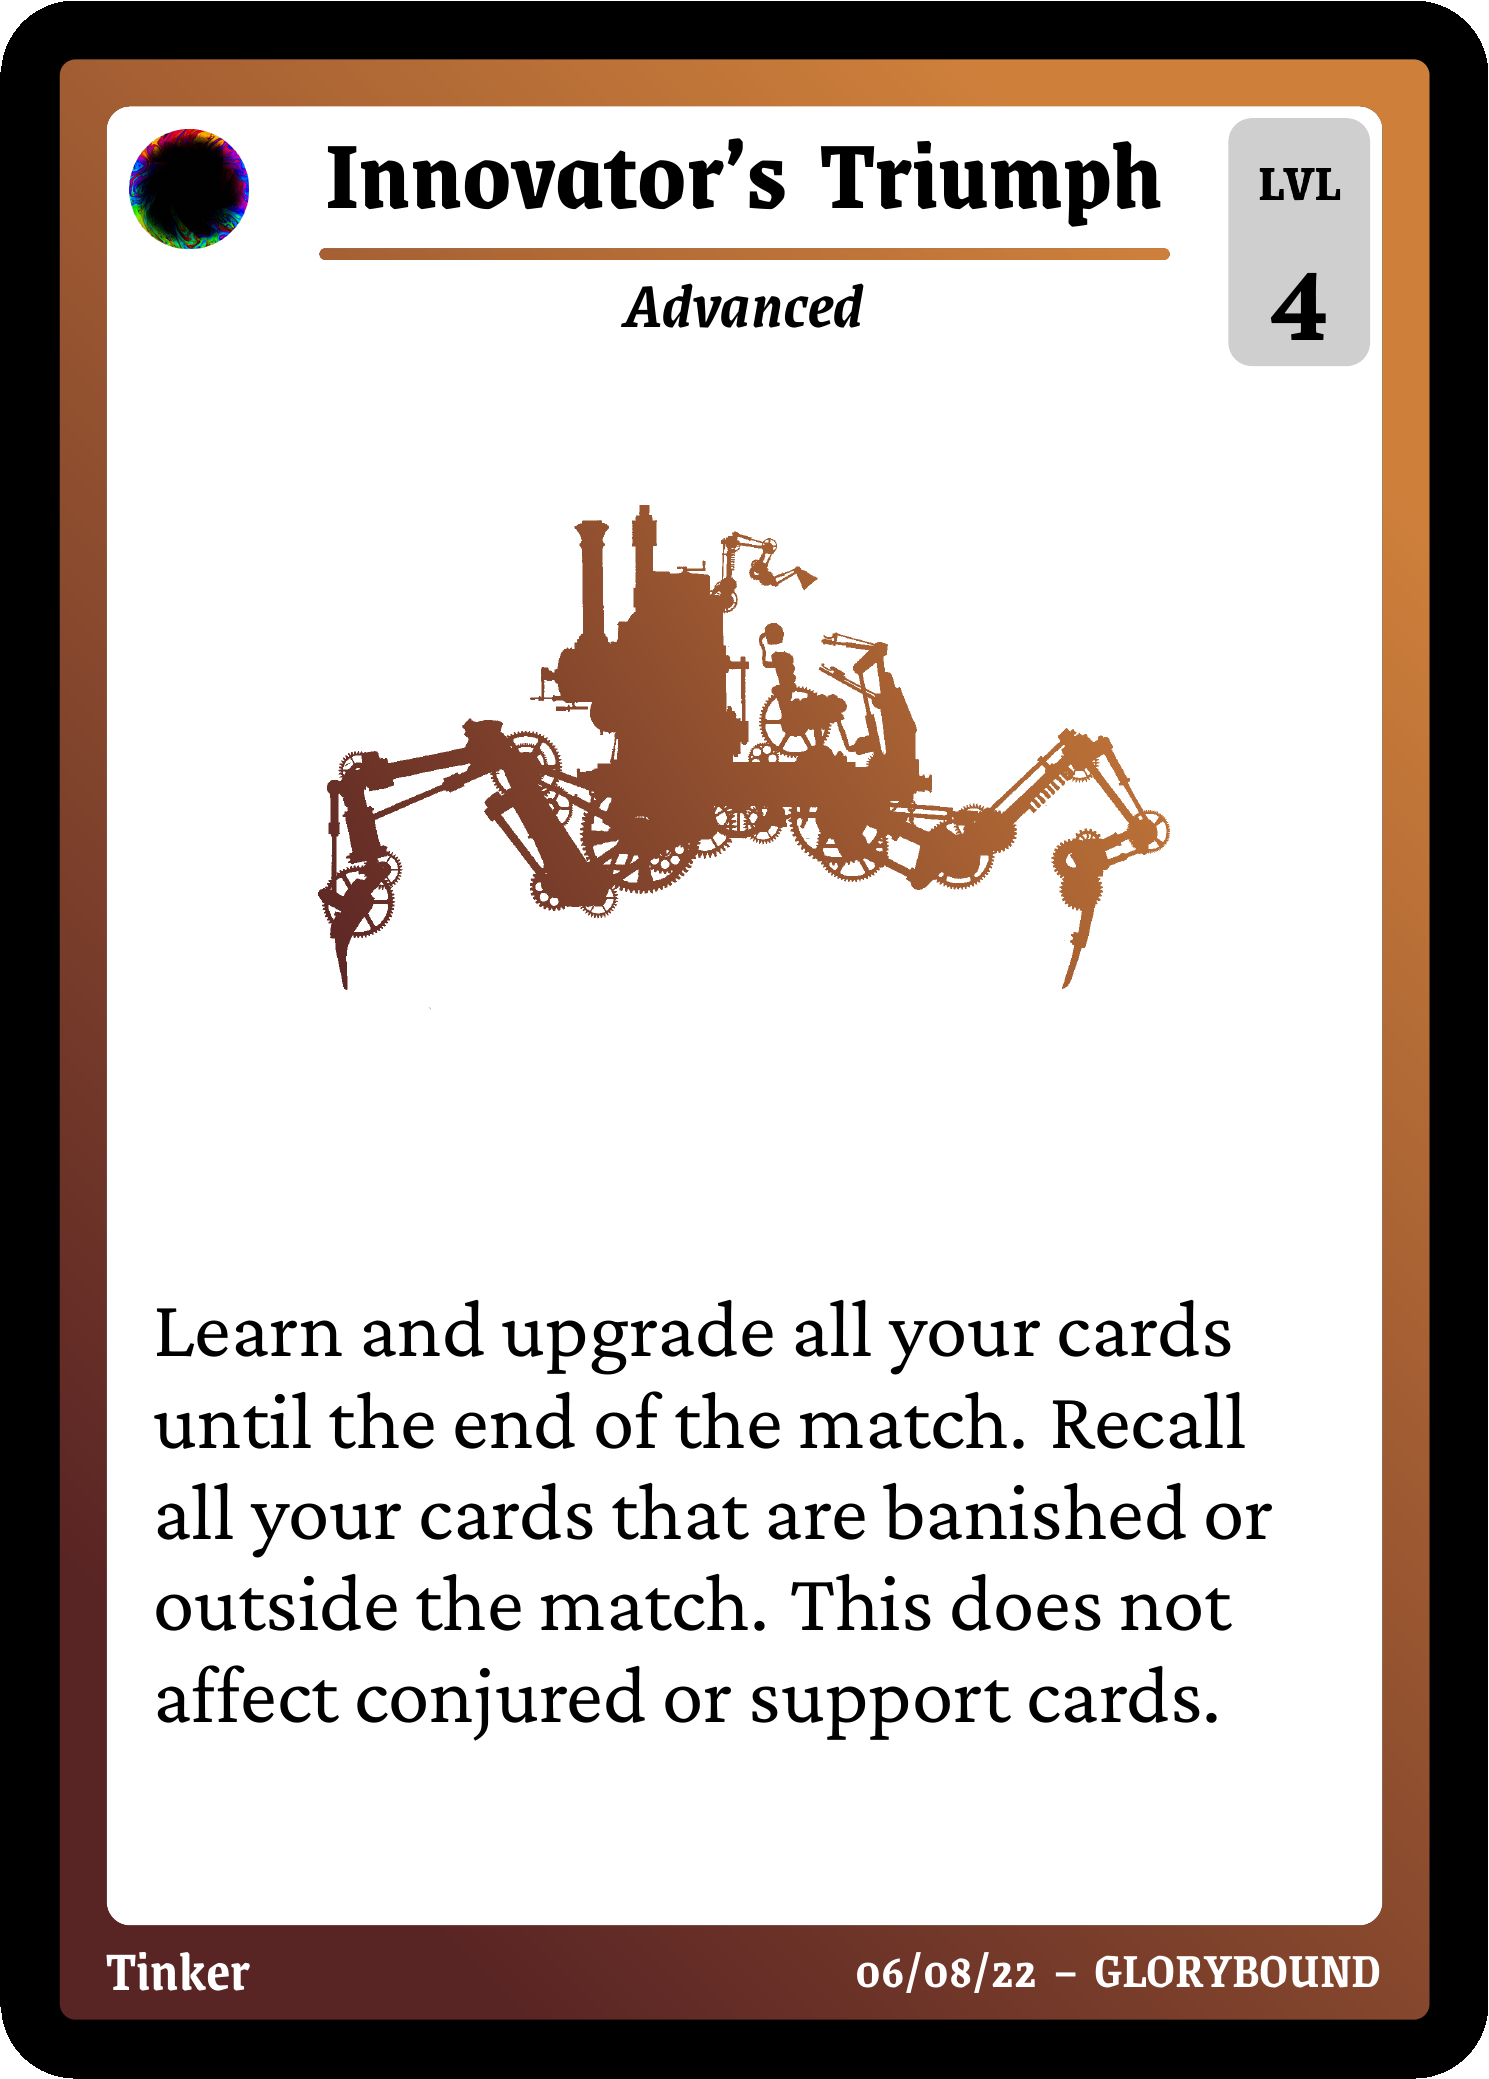 Innovator's Triumph
LVL
4
Advanced
Learn and upgrade all your cards
until the end of the match. Recall
all your cards that are banished or
outside the match. This does not
affect conjured or support cards.
Tinker
06/08/22 – GLORYBOUND